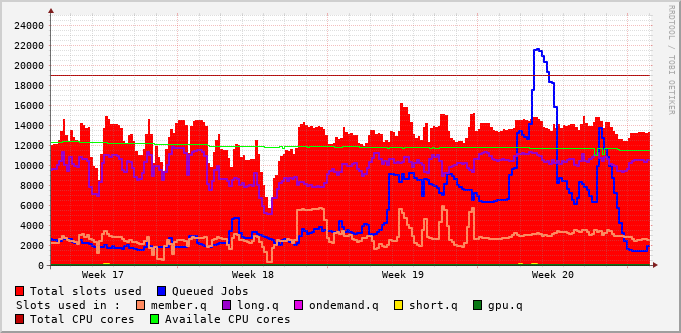 RRDTOOL / TOBI OETIKER
24000
22000
20000
18000
16000
14000
12000
10000
8000
6000
4000
2000
0
Week 17 Week 18 Week 19 Week 20
Total slots used Queued Jobs
Slots used in : member.q long.q ondemand.q short.q gpu.q
Total CPU cores Availale CPU cores